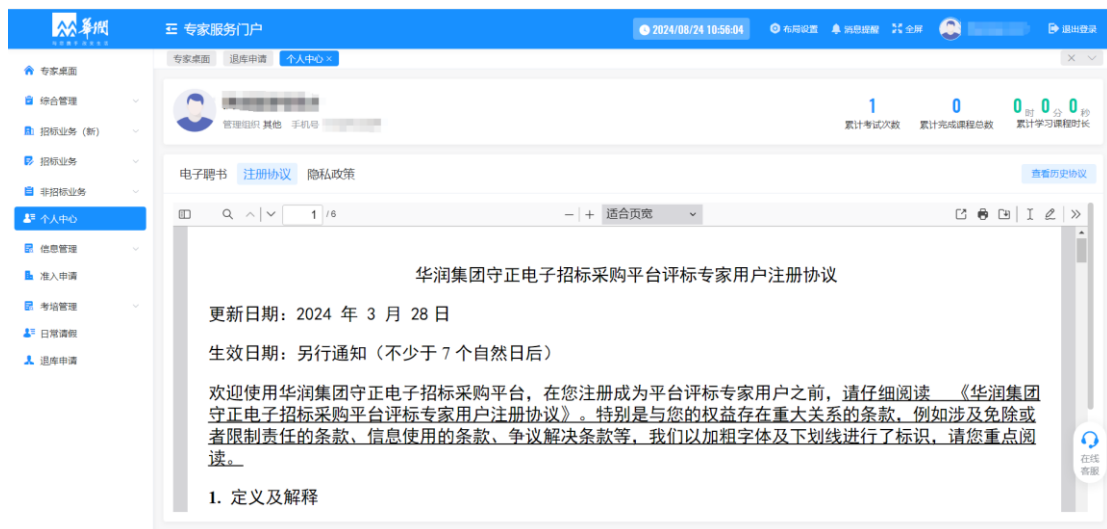 華潤
专家服务门户
2024/08/24 10:56:04
布局设置
消息提醒
全屏
退出登录
专家桌面
退库申请
个人中心 ×
专家桌面
综合管理
招标业务（新）
招标业务
非招标业务
个人中心
信息管理
准入申请
考培管理
日常请假
退库申请
管理组织 其他 手机号
1
累计考试次数
0
累计完成课程总数
0 时 0 分 0 秒
累计学习课程时长
电子聘书
注册协议
隐私政策
查看历史协议
1 /6
适合页宽
华润集团守正电子招标采购平台评标专家用户注册协议
更新日期：2024 年 3 月 28 日
生效日期：另行通知（不少于 7 个自然日后）
欢迎使用华润集团守正电子招标采购平台，在您注册成为平台评标专家用户之前，请仔细阅读 《华润集团
守正电子招标采购平台评标专家用户注册协议》。特别是与您的权益存在重大关系的条款，例如涉及免除或
者限制责任的条款、信息使用的条款、争议解决条款等，我们以加粗字体及下划线进行了标识，请您重点阅
读。
1. 定义及解释
在线
客服